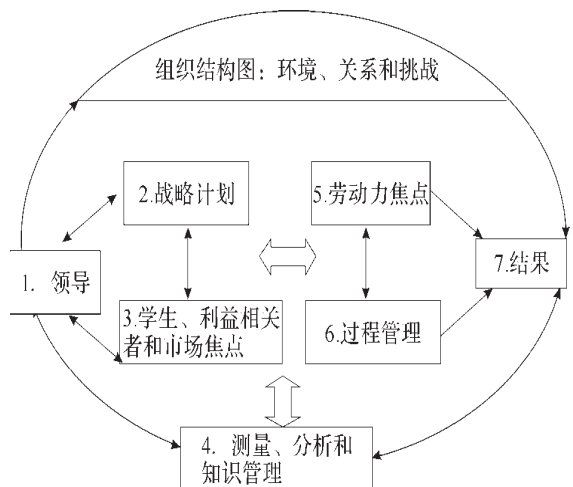 组织结构图：环境、关系和挑战
2.战略计划
5.劳动力焦点
1. 领导
7.结果
3.学生、利益相关
者和市场焦点
6.过程管理
4. 测量、分析和
知识管理